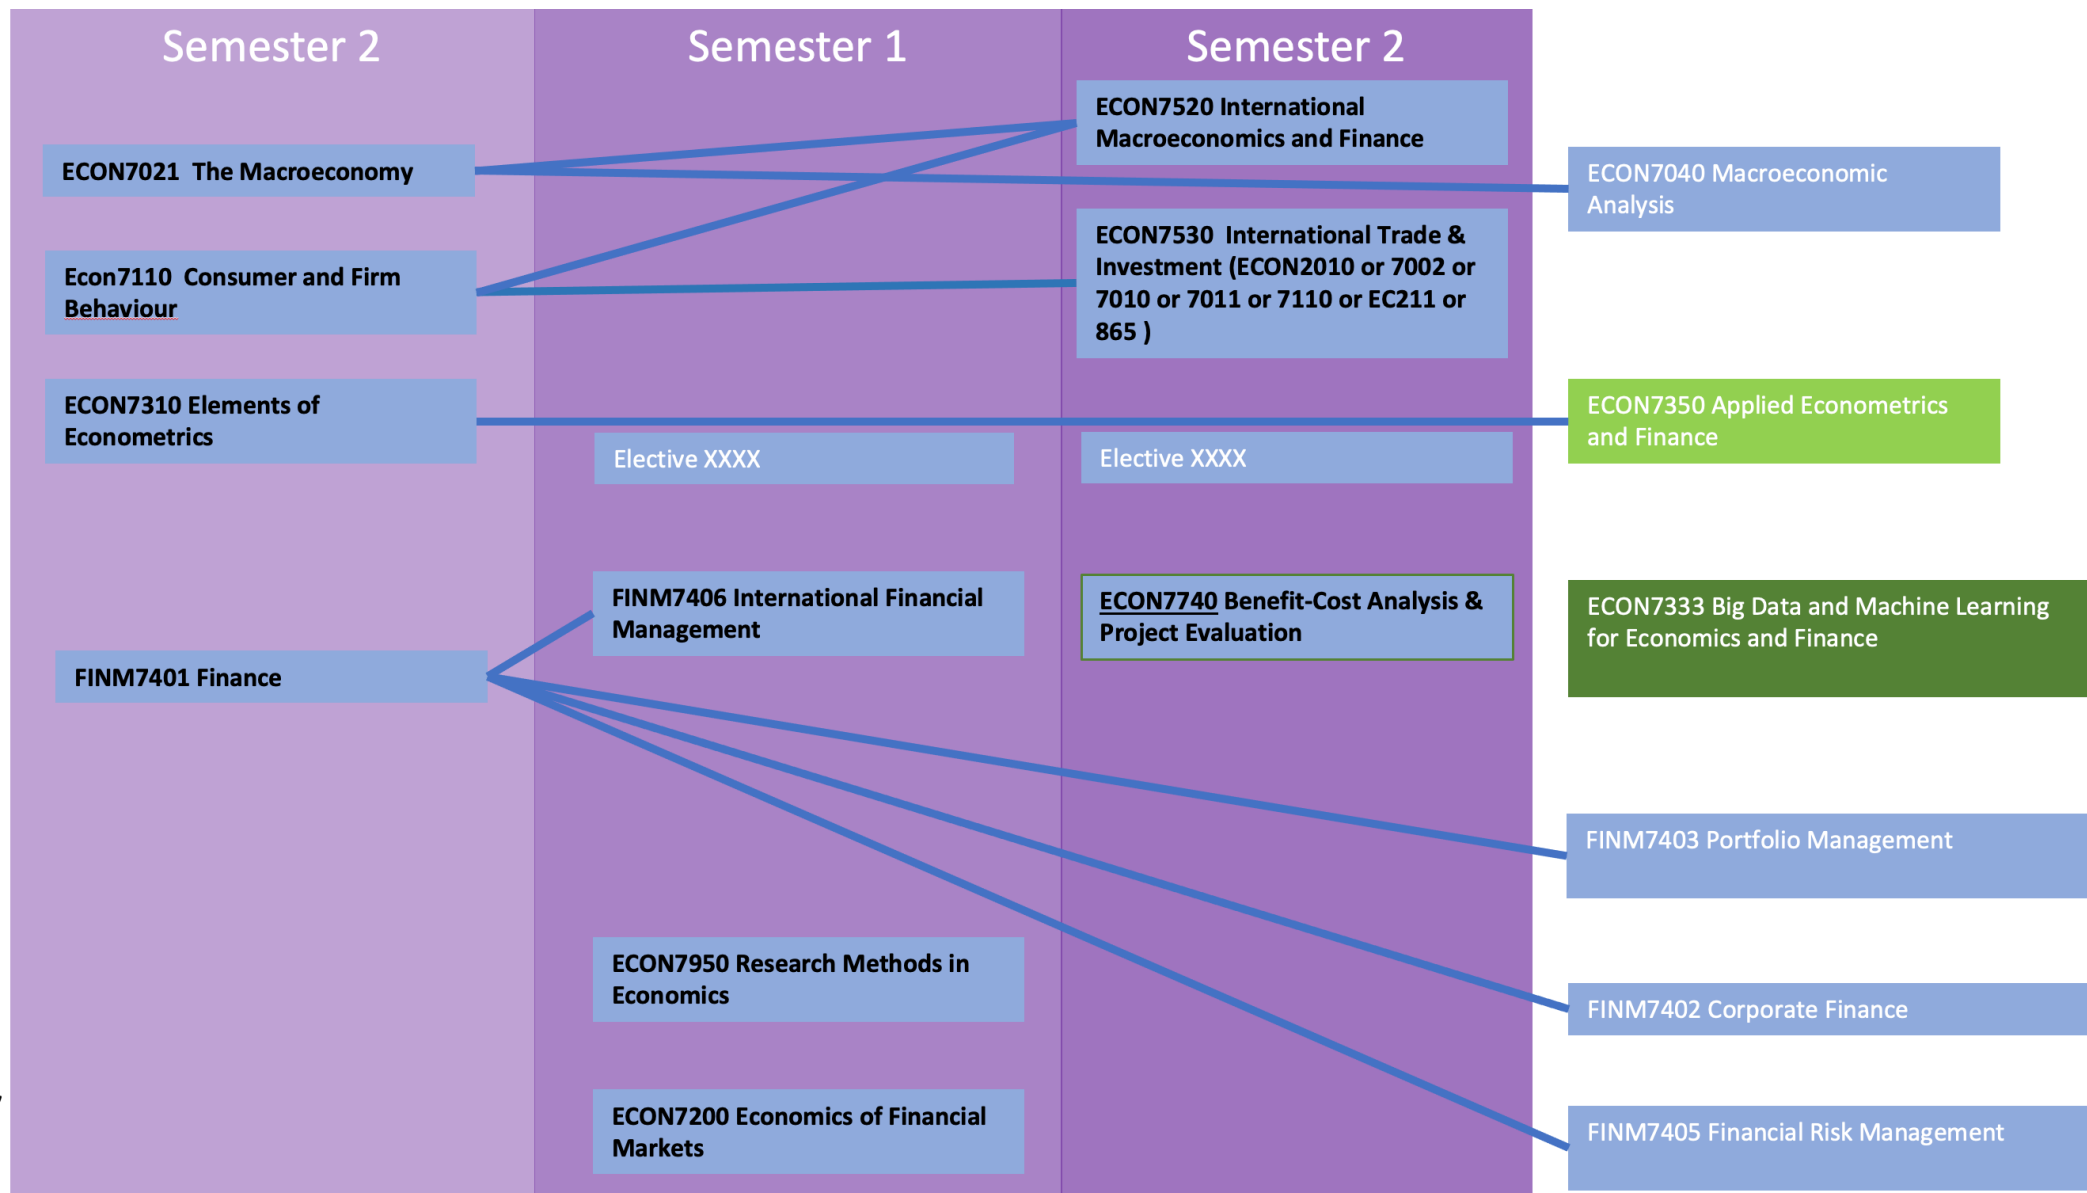 Semester 2
Semester 1
Semester 2
ECON7021  The Macroeconomy
Econ7110  Consumer and Firm
Behaviour
ECON7310 Elements of
Econometrics
FINM7401 Finance
Elective XXXX
FINM7406 International Financial
Management
ECON7950 Research Methods in
Economics
ECON7200 Economics of Financial
Markets
ECON7520 International
Macroeconomics and Finance
ECON7530  International Trade &
Investment (ECON2010 or 7002 or
7010 or 7011 or 7110 or EC211 or
865 )
Elective XXXX
ECON7740 Benefit-Cost Analysis &
Project Evaluation
ECON7040 Macroeconomic
Analysis
ECON7350 Applied Econometrics
and Finance
ECON7333 Big Data and Machine Learning
for Economics and Finance
FINM7403 Portfolio Management
FINM7402 Corporate Finance
FINM7405 Financial Risk Management